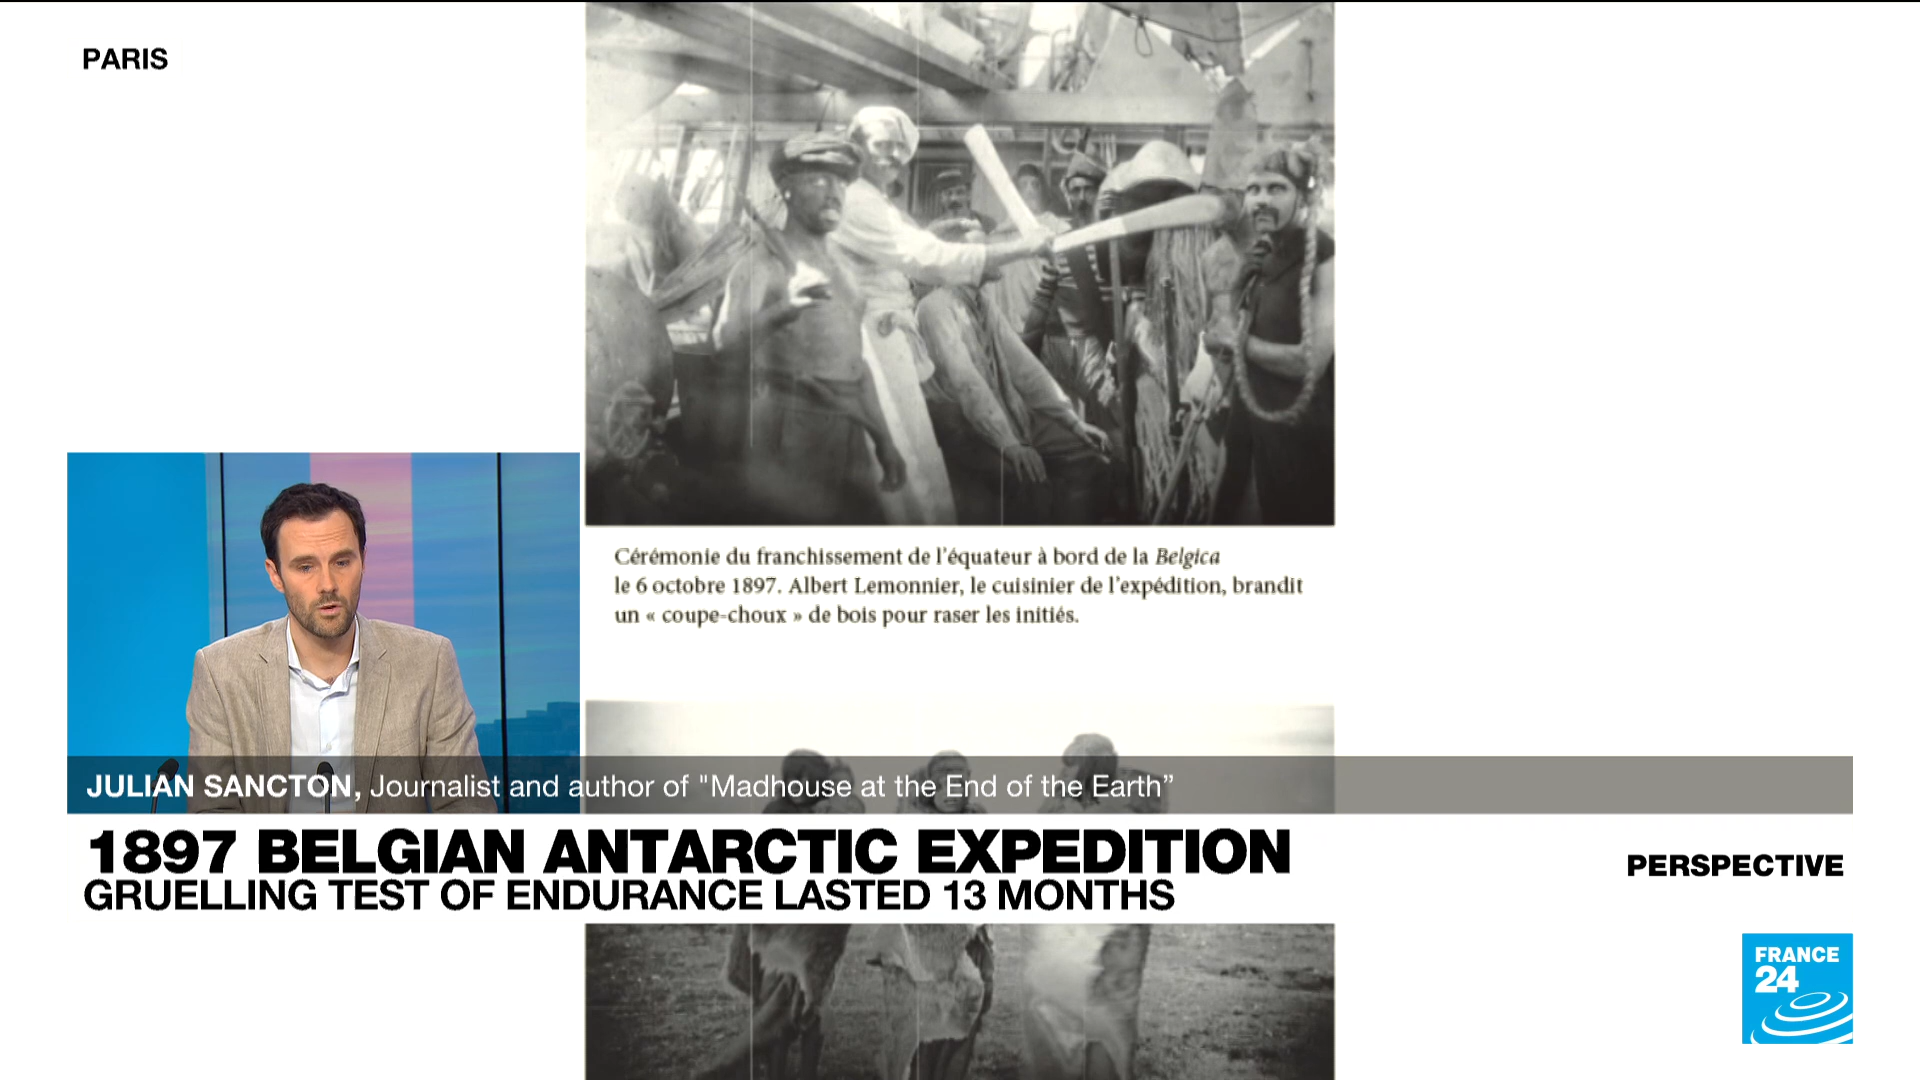 PARIS
Cérémonie du franchissement de l'équateur à bord de la Belgica
le 6 octobre 1897. Albert Lemonnier, le cuisinier de l'expédition, brandit
un « coupe-choux » de bois pour raser les initiés.
JULIAN SANCTON, Journalist and author of "Madhouse at the End of the Earth”
1897 BELGIAN ANTARCTIC EXPEDITION
GRUELLING TEST OF ENDURANCE LASTED 13 MONTHS
PERSPECTIVE
FRANCE
24